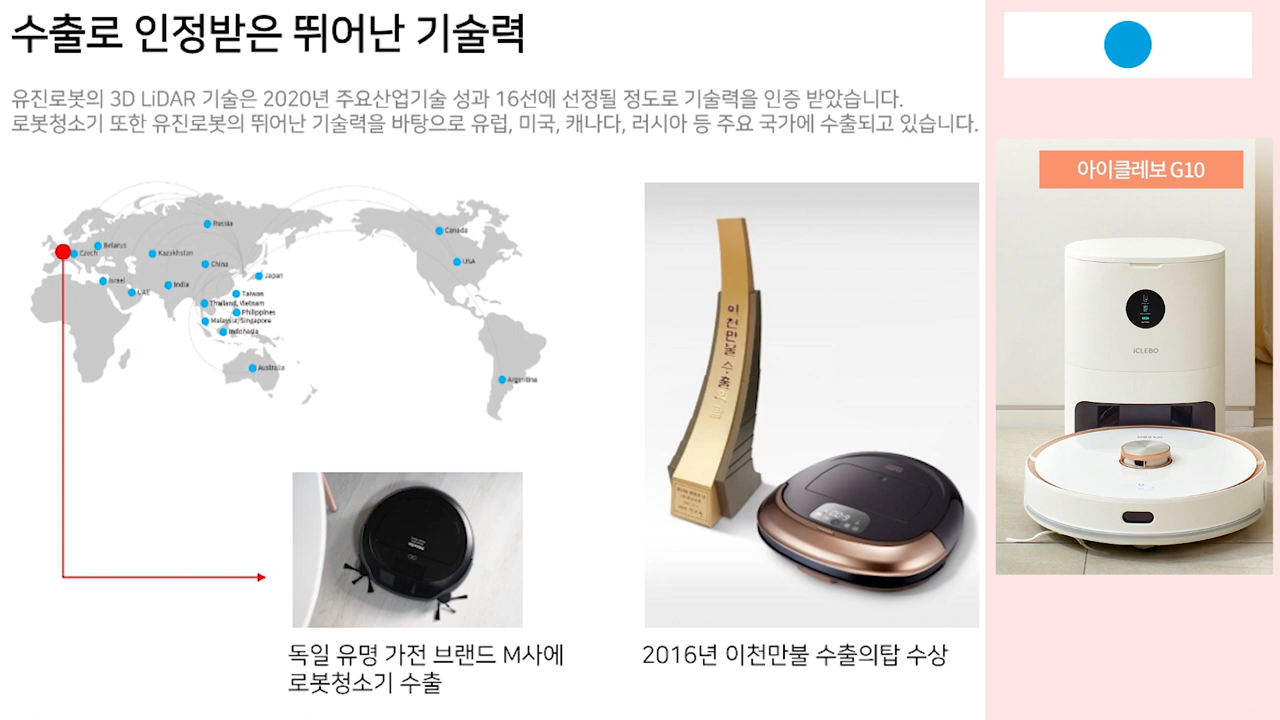 수출로 인정받은 뛰어난 기술력
유진로봇의 3D LiDAR 기술은 2020년 주요산업기술 성과 16선에 선정될 정도로 기술력을 인증 받았습니다.
로봇청소기 또한 유진로봇의 뛰어난 기술력을 바탕으로 유럽, 미국, 캐나다, 러시아 등 주요 국가에 수출되고 있습니다.
Russia
Canada
Belarus
Czech
Kazakhstan
China
USA
Japan
Israel
UAE
India
Taiwan
Thailand, Vietnam
Philippines
Malaysia, Singapore
Indonesia
Australia
Argentina
독일 유명 가전 브랜드 M사에
로봇청소기 수출
이천만불 수출의 탑
2016년 이천만불 수출의탑 수상
아이클레보 G10
iCLEBO